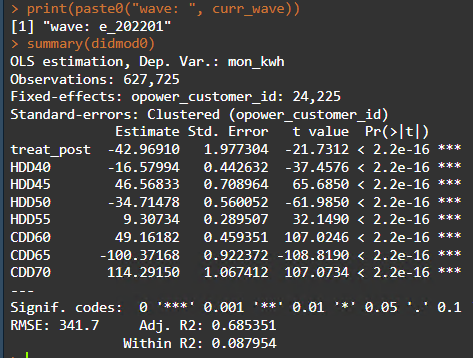 > print(paste0("wave: ", curr_wave))
[1] "wave: e_202201"
> summary(didmod0)
OLS estimation, Dep. Var.: mon_kwh
Observations: 627,725
Fixed-effects: opower_customer_id: 24,225
Standard-errors: Clustered (opower_customer_id)
Estimate Std. Error t value Pr(>|t|)
treat_post -42.96910 1.977304 -21.7312 < 2.2e-16 ***
HDD40 -16.57994 0.442632 -37.4576 < 2.2e-16 ***
HDD45 46.56833 0.708964 65.6850 < 2.2e-16 ***
HDD50 -34.71478 0.560052 -61.9850 < 2.2e-16 ***
HDD55 9.30734 0.289507 32.1490 < 2.2e-16 ***
CDD60 49.16182 0.459351 107.0246 < 2.2e-16 ***
CDD65 -100.37168 0.922372 -108.8190 < 2.2e-16 ***
CDD70 114.29150 1.067412 107.0734 < 2.2e-16 ***
---
Signif. codes: 0 '***' 0.001 '**' 0.01 '*' 0.05 '.' 0.1
RMSE: 341.7 Adj. R2: 0.685351
Within R2: 0.087954